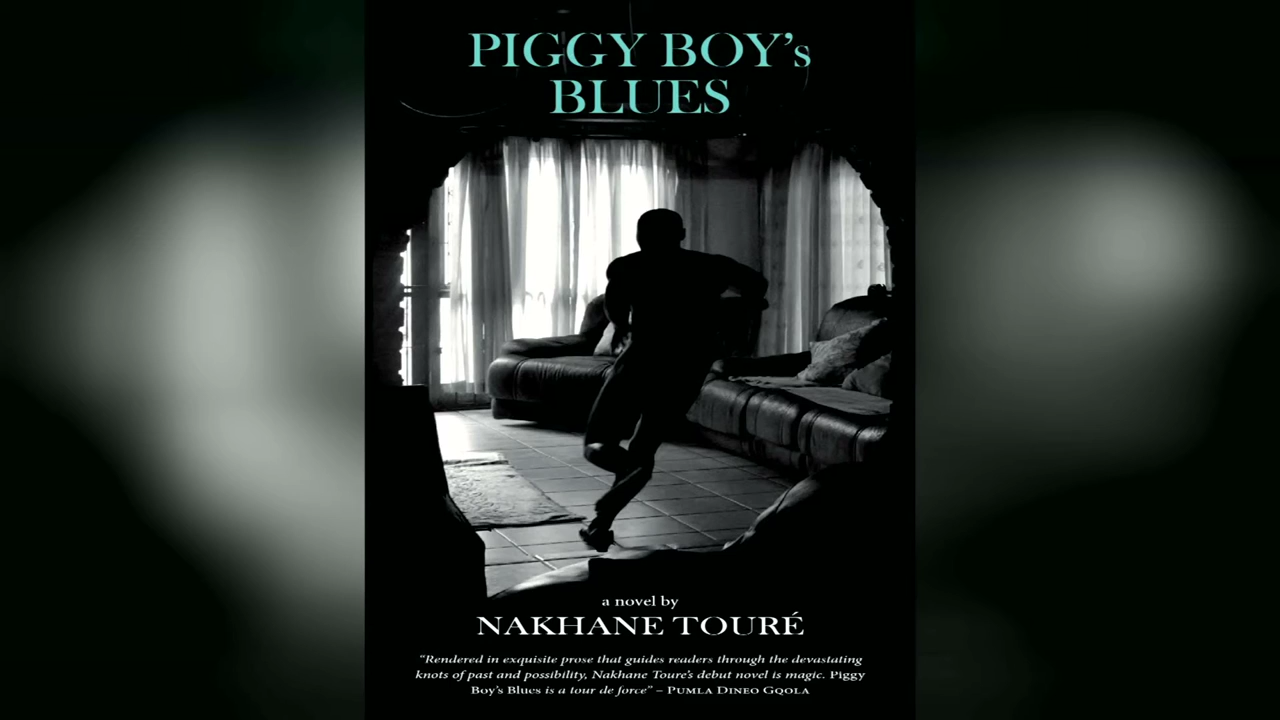 PIGGY BOY's
BLUES
a novel by
NAKHANE TOURÉ
“Rendered in exquisite prose that guides readers through the devastating
knots of past and possibility, Nakhane Toure's debut novel is magic. Piggy
Boy's Blues is a tour de force” – PUMLA DINEO GQOLA